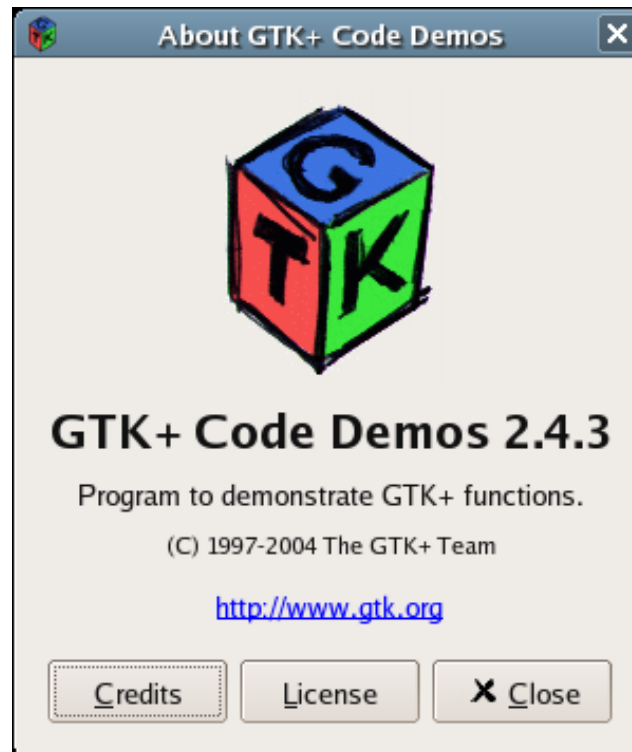 About GTK+ Code Demos
G
T K
GTK+ Code Demos 2.4.3
Program to demonstrate GTK+ functions.
(C) 1997-2004 The GTK+ Team
http://www.gtk.org
Credits License Close